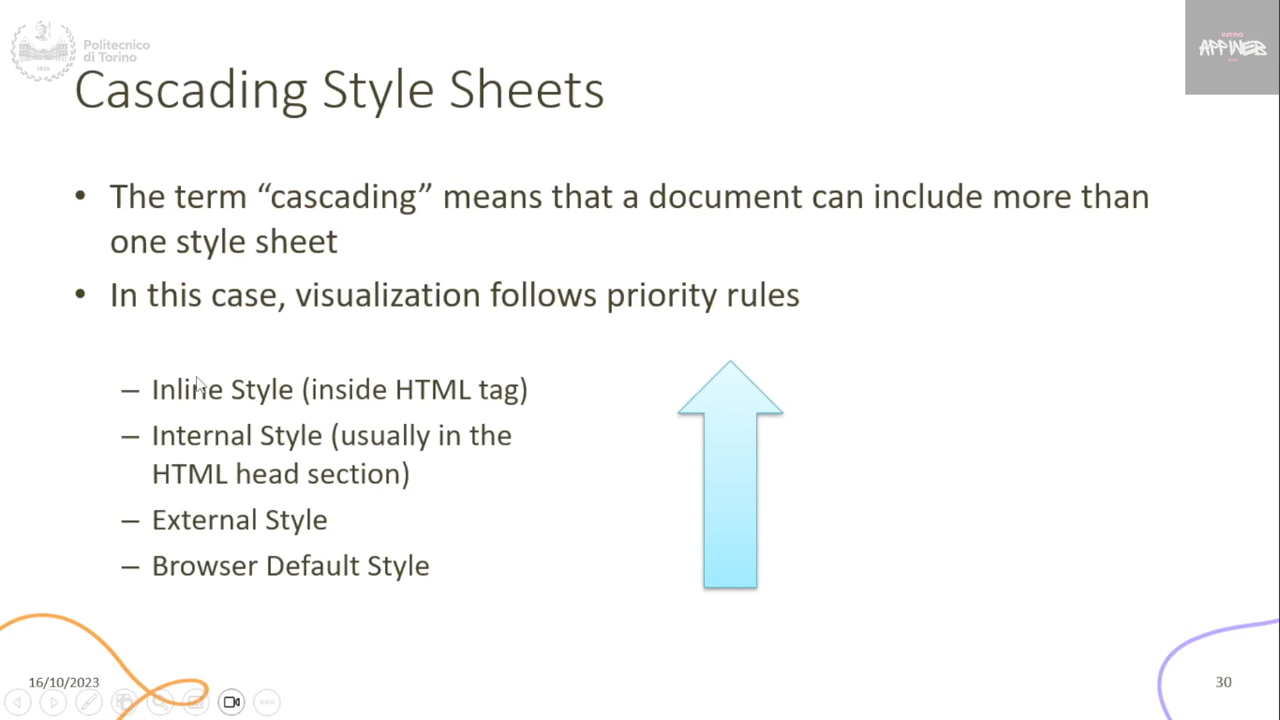 Politecnico
di Torino
INTRO
APPWEB
Cascading Style Sheets
• The term “cascading” means that a document can include more than
one style sheet
• In this case, visualization follows priority rules
– Inline Style (inside HTML tag)
– Internal Style (usually in the
HTML head section)
– External Style
– Browser Default Style
16/10/2023
30